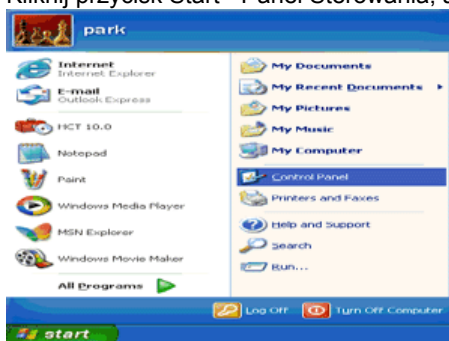 Kliknij przycisk Start - Panel Sterowania,
park
Internet
Internet Explorer
E-mail
Outlook Express
HCT 10.0
Notepad
Paint
Windows Media Player
MSN Explorer
Windows Movie Maker
All Programs
My Documents
My Recent Documents
My Pictures
My Music
My Computer
Control Panel
Printers and Faxes
Help and Support
Search
Run...
Log Off
Turn Off Computer
start